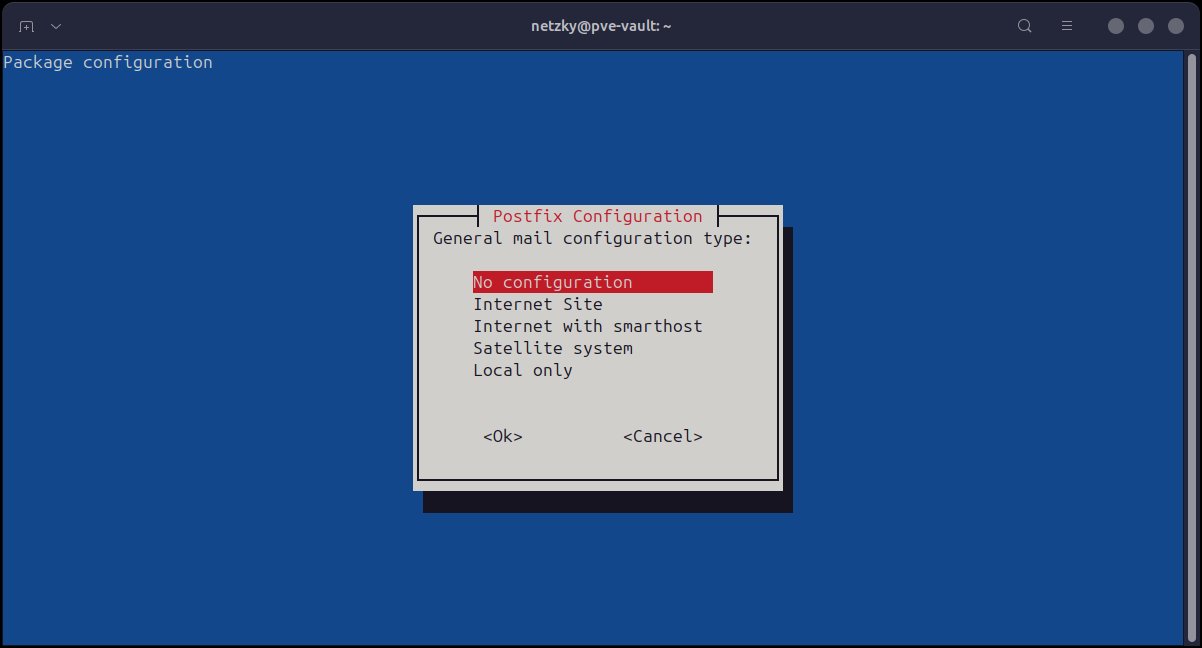 netzky@pve-vault: ~
Package configuration
Postfix Configuration
General mail configuration type:
No configuration
Internet Site
Internet with smarthost
Satellite system
Local only
<Ok> <Cancel>